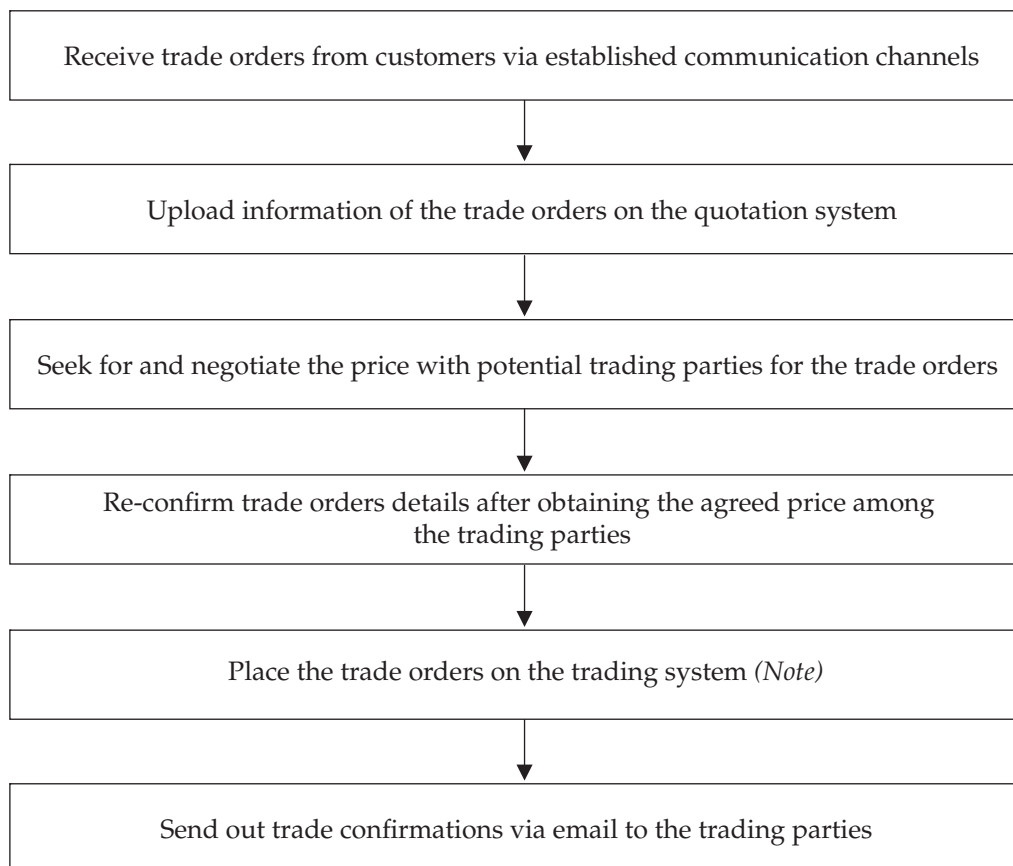 Receive trade orders from customers via established communication channels
Upload information of the trade orders on the quotation system
Seek for and negotiate the price with potential trading parties for the trade orders
Re-confirm trade orders details after obtaining the agreed price among
the trading parties
Place the trade orders on the trading system (Note)
Send out trade confirmations via email to the trading parties